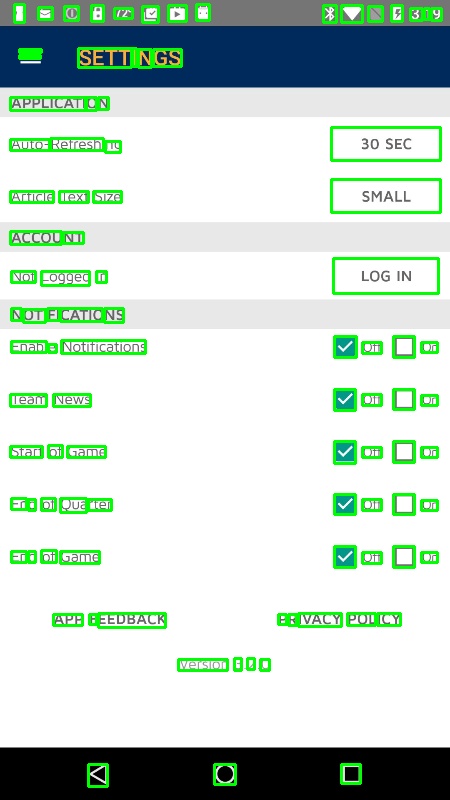 72°
3:19
SETTINGS
APPLICATION
Auto-Refreshing
30 SEC
Article Text Size
SMALL
ACCOUNT
Not Logged In
LOG IN
NOTIFICATIONS
Enable Notifications Off On
Team News Off On
Start of Game Off On
End of Quarter Off On
End of Game Off On
APP FEEDBACK PRIVACY POLICY
Version